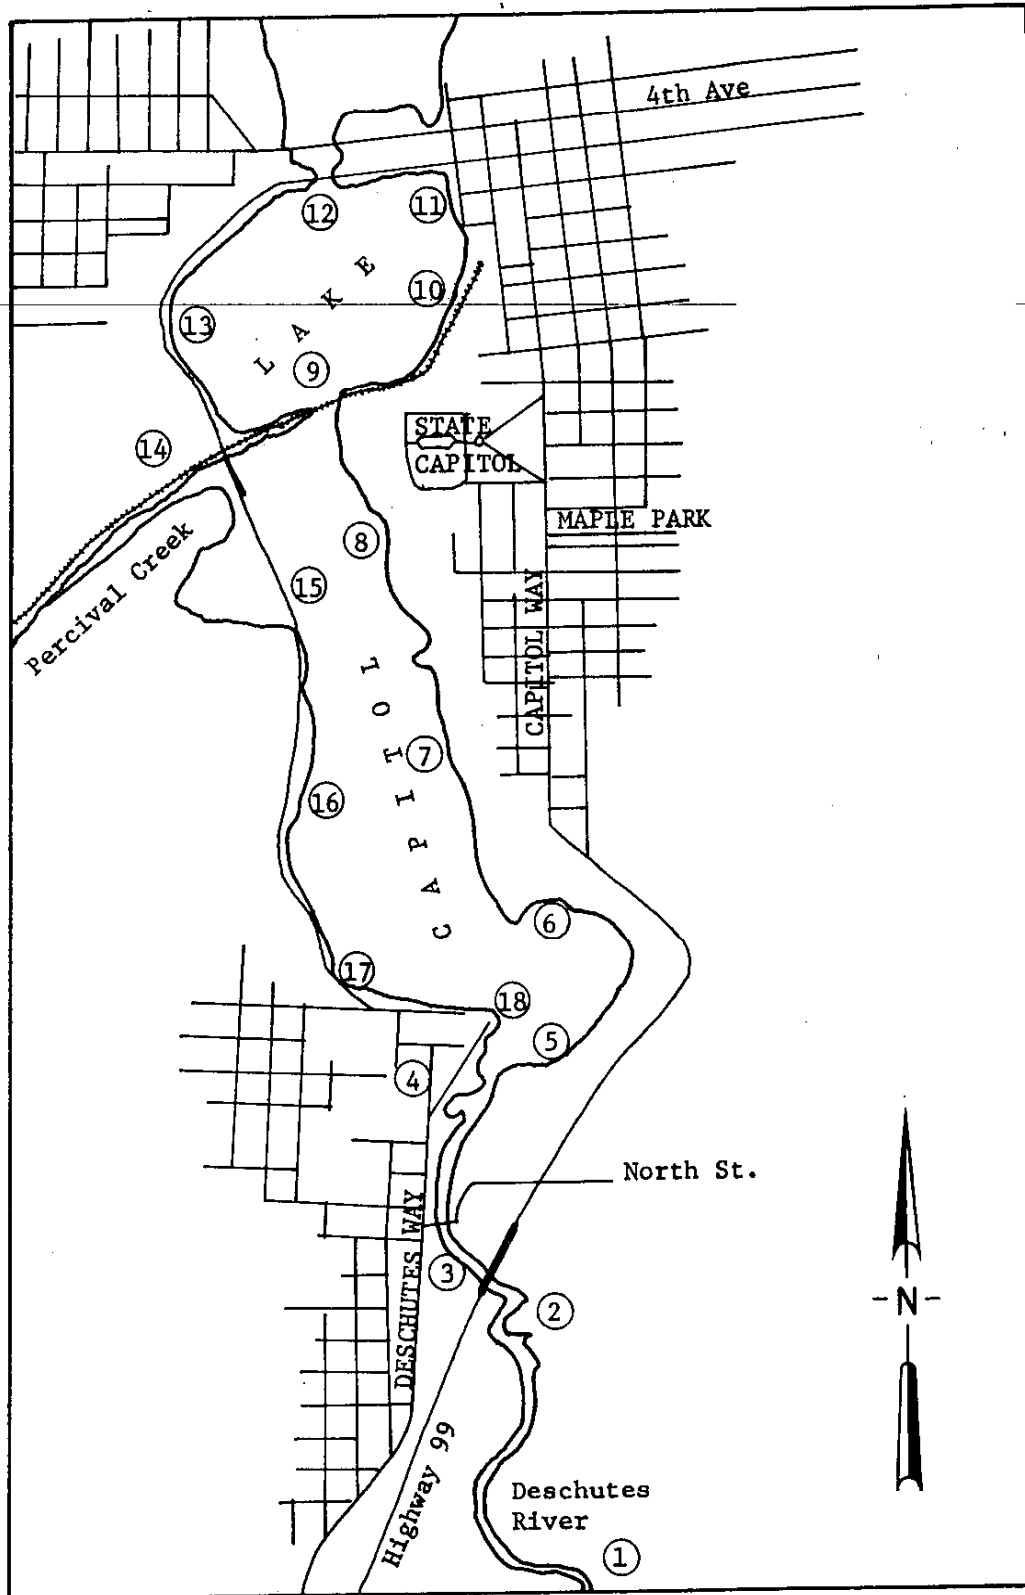 4th Ave
12
11
LAKE
10
13
9
STATE
CAPITOL
14
MAPLE PARK
8
Percival Creek
15
CAPITOL WAY
CAPITOL
7
16
6
17
18
5
4
North St.
DESCHUTES WAY
3
2
-N-
Highway 99
Deschutes
River
1